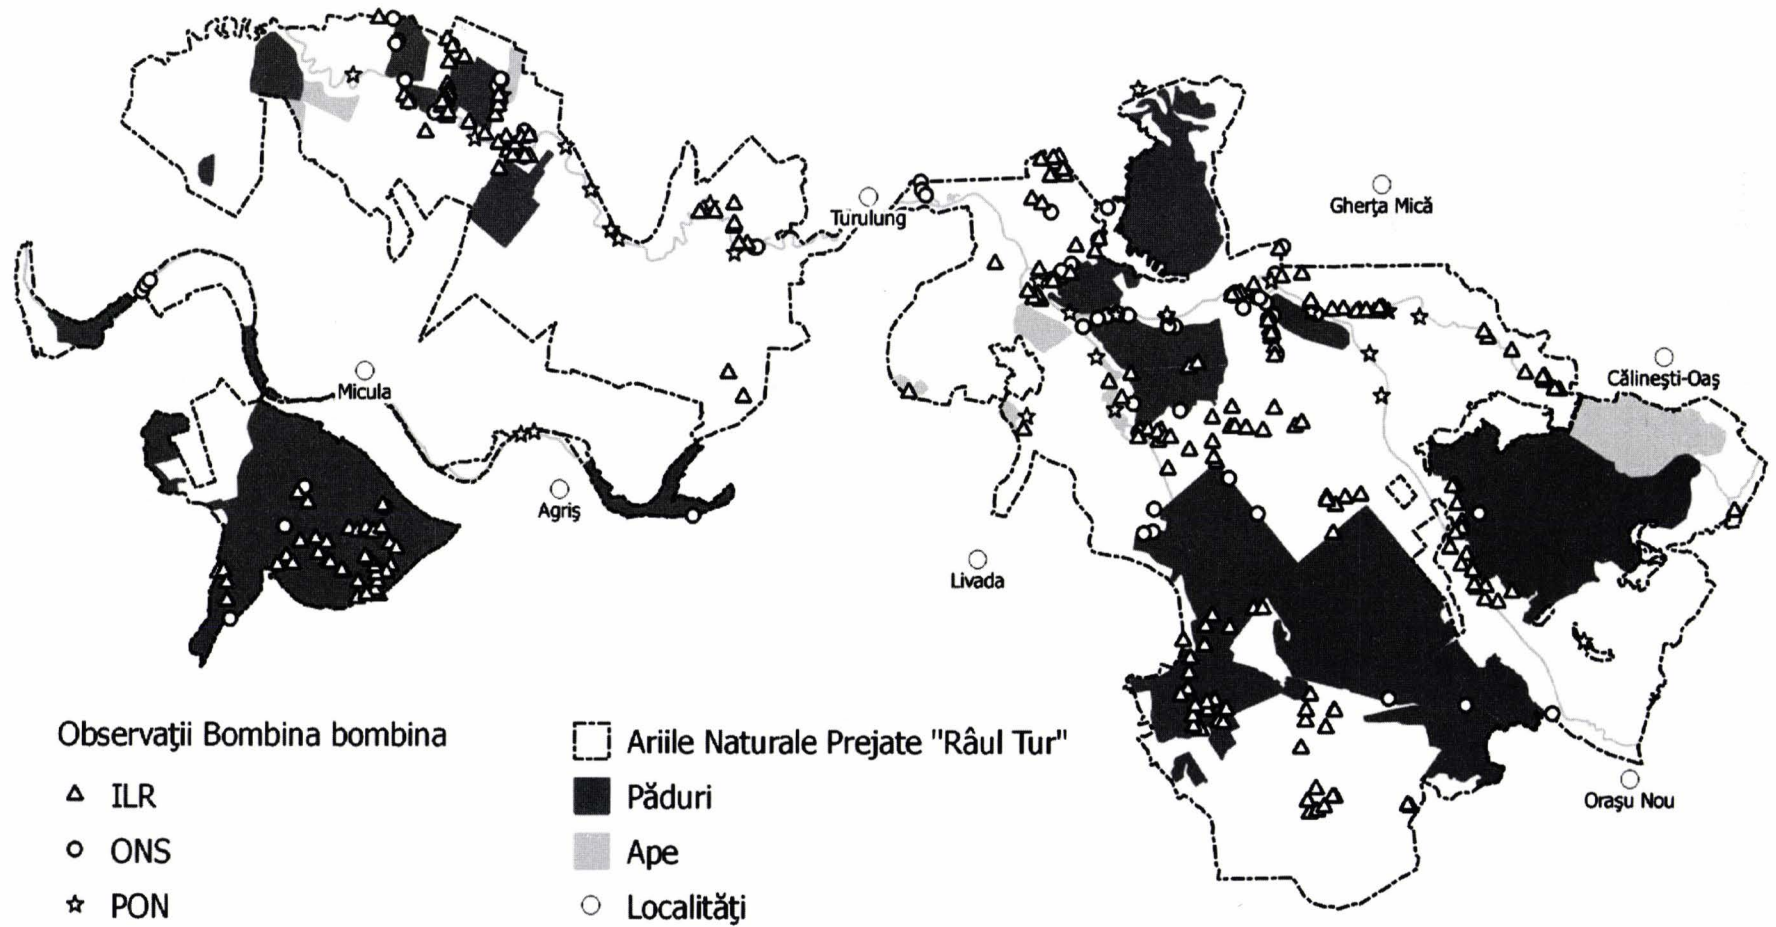 Turulung
Gherţa Mică
Călineşti-Oaş
Micula
Agriş
Livada
Oraşu Nou
Observaţii Bombina bombina
ILR
ONS
PON
Ariile Naturale Prejate "Râul Tur"
Păduri
Ape
Localităţi